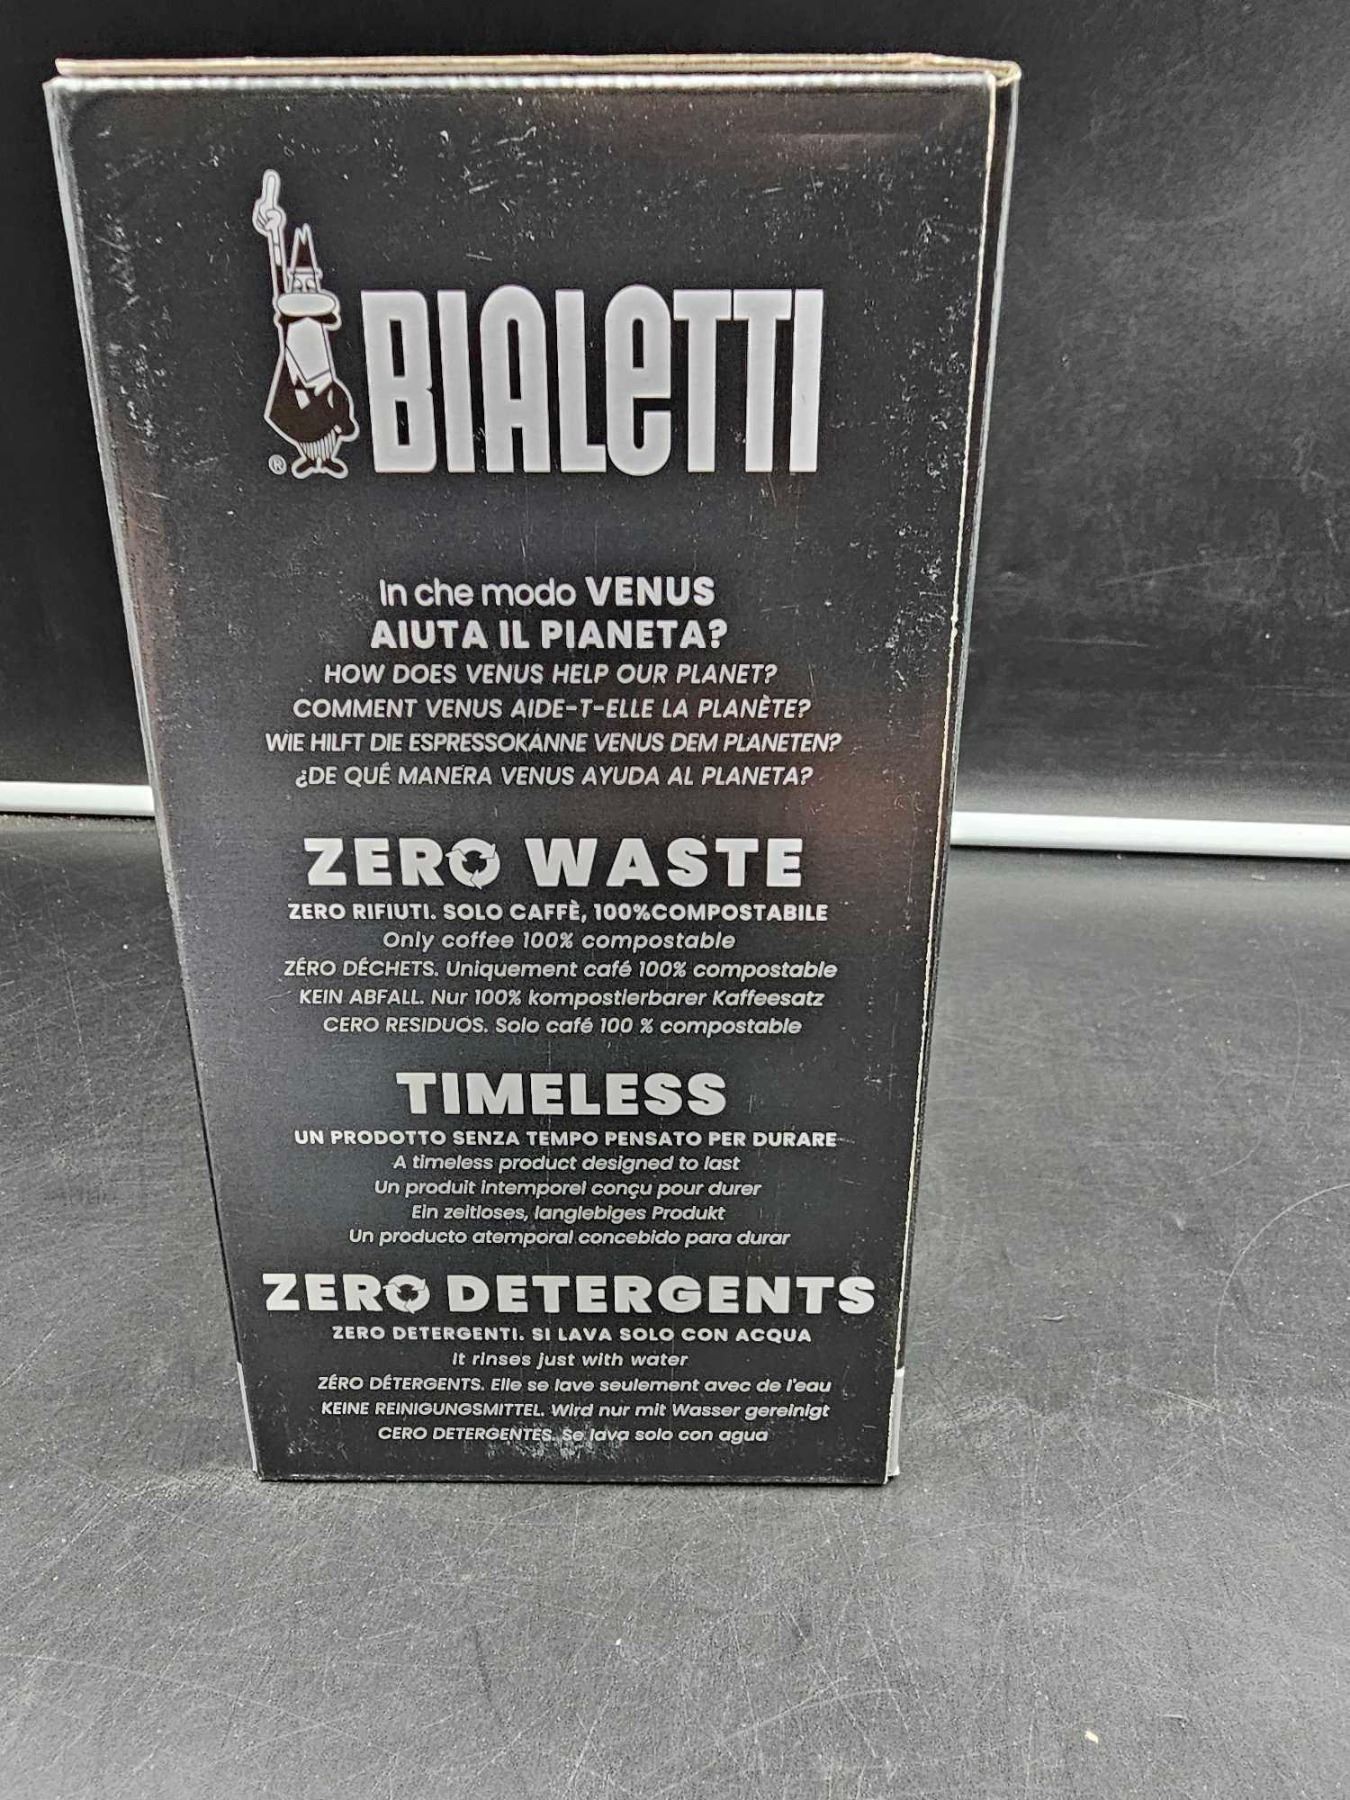 BIALETTI
®
In che modo VENUS
AIUTA IL PIANETA?
HOW DOES VENUS HELP OUR PLANET?
COMMENT VENUS AIDE-T-ELLE LA PLANÈTE?
WIE HILFT DIE ESPRESSOKANNE VENUS DEM PLANETEN?
¿DE QUÉ MANERA VENUS AYUDA AL PLANETA?
ZERO WASTE
ZERO RIFIUTI. SOLO CAFFÈ, 100%COMPOSTABILE
Only coffee 100% compostable
ZÉRO DÉCHETS. Uniquement café 100% compostable
KEIN ABFALL. Nur 100% kompostierbarer Kaffeesatz
CERO RESIDUOS. Solo café 100 % compostable
TIMELESS
UN PRODOTTO SENZA TEMPO PENSATO PER DURARE
A timeless product designed to last
Un produit intemporel conçu pour durer
Ein zeitloses, langlebiges Produkt
Un producto atemporal concebido para durar
ZERO DETERGENTS
ZERO DETERGENTI. SI LAVA SOLO CON ACQUA
It rinses just with water
ZÉRO DÉTERGENTS. Elle se lave seulement avec de l'eau
KEINE REINIGUNGSMITTEL. Wird nur mit Wasser gereinigt
CERO DETERGENTES. Se lava solo con agua